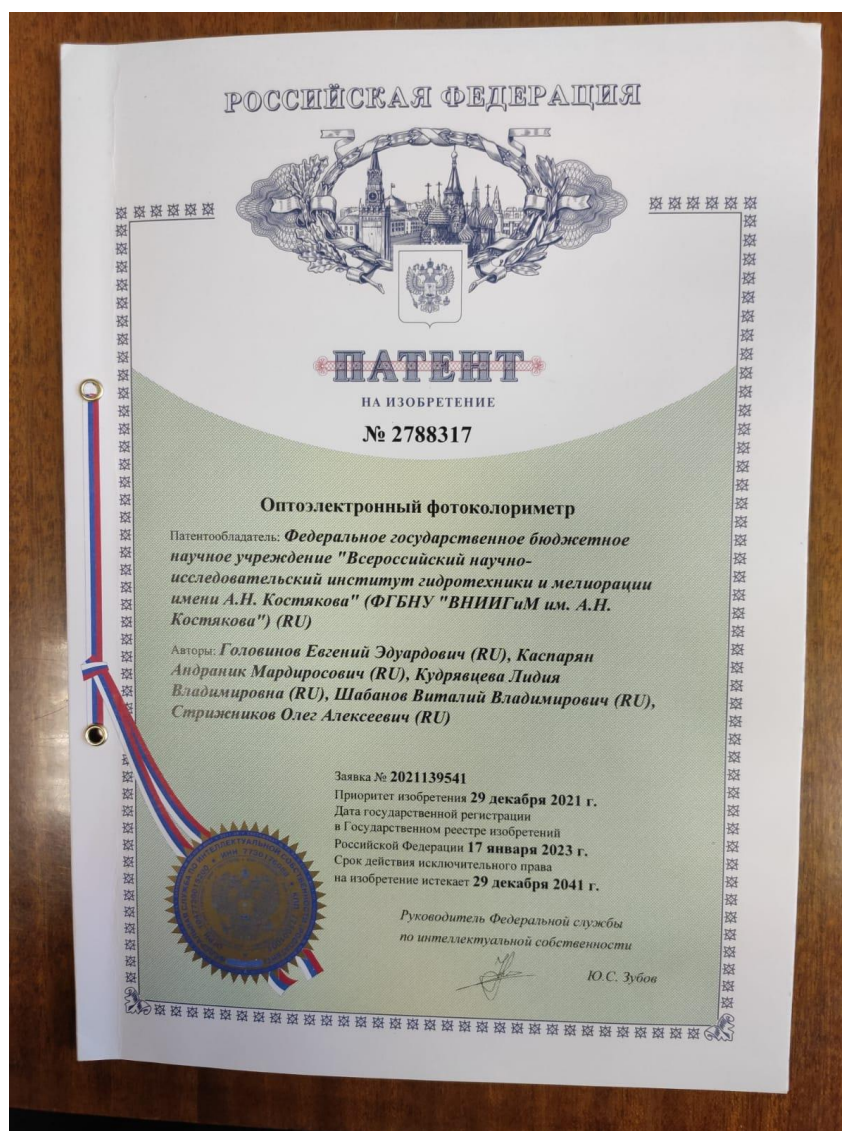 РОССИЙСКАЯ ФЕДЕРАЦИЯ
ПАТЕНТ
НА ИЗОБРЕТЕНИЕ
№ 2788317
Оптоэлектронный фотоколориметр
Патентообладатель: Федеральное государственное бюджетное
научное учреждение "Всероссийский научно-
исследовательский институт гидротехники и мелиорации
имени А.Н. Костякова" (ФГБНУ "ВНИИГиМ им. А.Н.
Костякова") (RU)
Авторы: Головинов Евгений Эдуардович (RU), Каспарян
Андраник Мардиросович (RU), Кудрявцева Лидия
Владимировна (RU), Шабанов Виталий Владимирович (RU),
Стрижников Олег Алексеевич (RU)
Заявка № 2021139541
Приоритет изобретения 29 декабря 2021 г.
Дата государственной регистрации
в Государственном реестре изобретений
Российской Федерации 17 января 2023 г.
Срок действия исключительного права
на изобретение истекает 29 декабря 2041 г.
Руководитель Федеральной службы
по интеллектуальной собственности
Ю.С. Зубов
СЛУЖБА ПО ИНТЕЛЛЕКТУАЛЬНОЙ СОБСТВЕННОСТИ